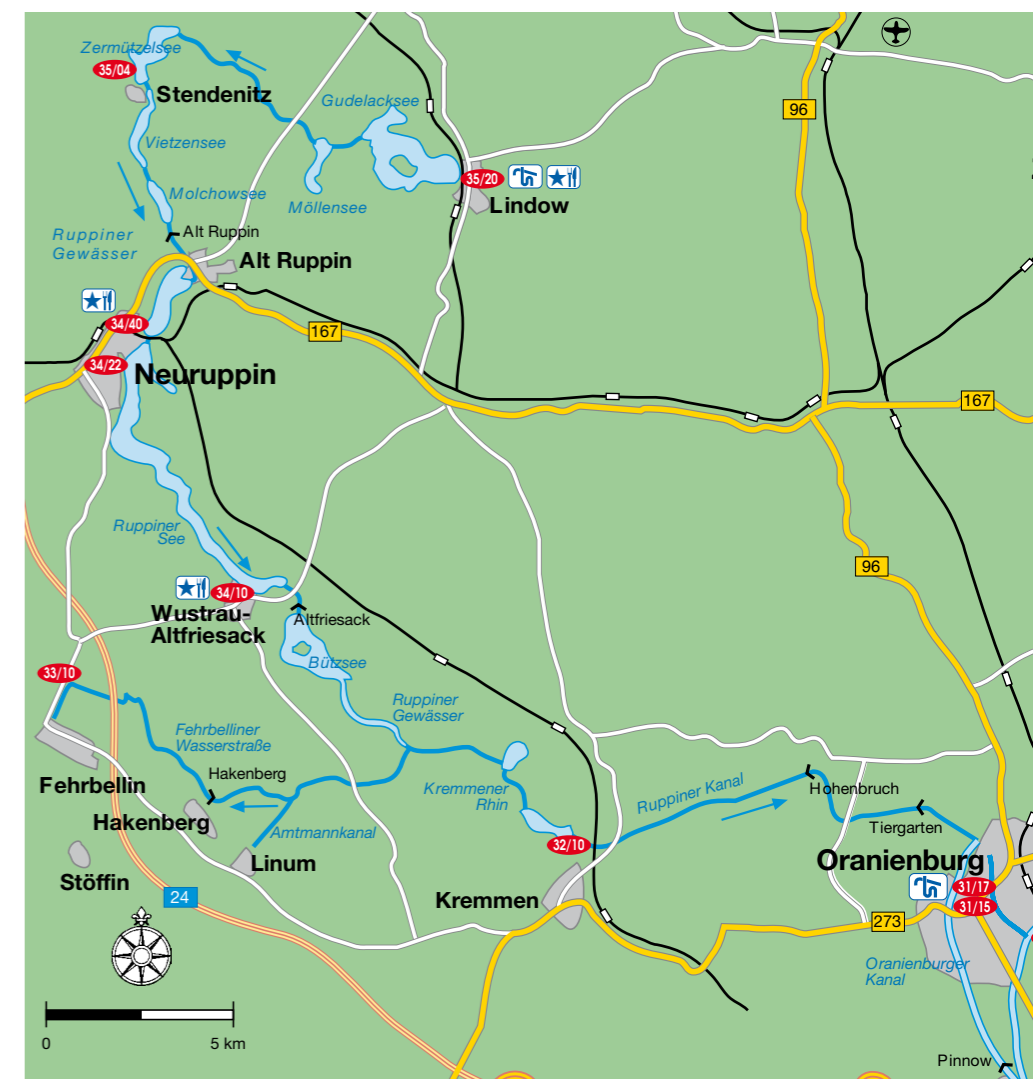 Zermützelsee
35/04
Stendenitz
Gudelacksee
96
Vietzensee
35/20
Lindow
Molchowsee
Möllensee
Ruppiner
Gewässer
Alt Ruppin
Alt Ruppin
34/40
167
34/22
Neuruppin
167
Ruppiner
See
96
34/10
Wustrau-
Altfriesack
Altfriesack
Bützsee
33/10
Ruppiner
Gewässer
Fehrbelliner
Wasserstraße
Fehrbellin
Hakenberg
Kremmener
Rhin
Ruppiner Kanal
Hohenbruch
Hakenberg
Amtmannkanal
Tiergarten
32/10
Linum
Stöffin
Oranienburg
31/17
31/15
24
Kremmen
273
Oranienburger
Kanal
0
5 km
Pinnow